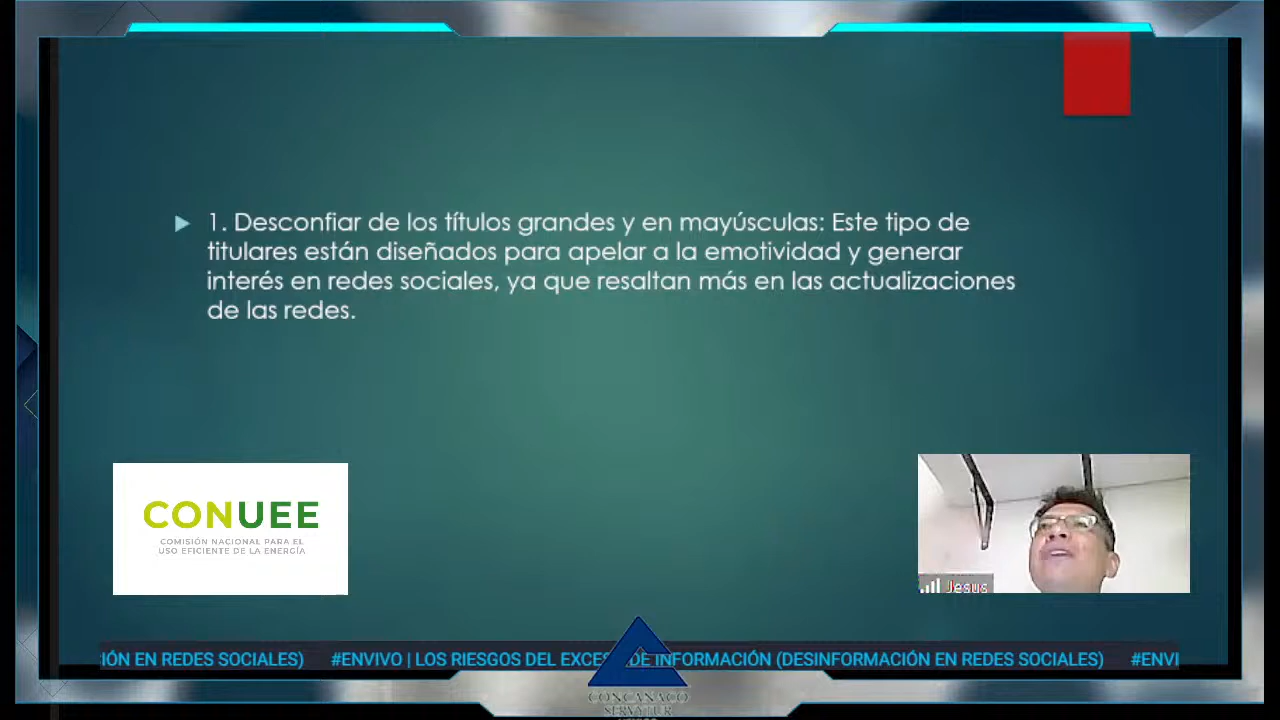 1. Desconfiar de los títulos grandes y en mayúsculas: Este tipo de
titulares están diseñados para apelar a la emotividad y generar
interés en redes sociales, ya que resaltan más en las actualizaciones
de las redes.
CONUEE
COMISIÓN NACIONAL PARA EL
USO EFICIENTE DE LA ENERGÍA
Jesus
IÓN EN REDES SOCIALES) #ENVIVO | LOS RIESGOS DEL EXCESO DE INFORMACIÓN (DESINFORMACIÓN EN REDES SOCIALES) #ENVI
CONCANACO
SERVYTUR